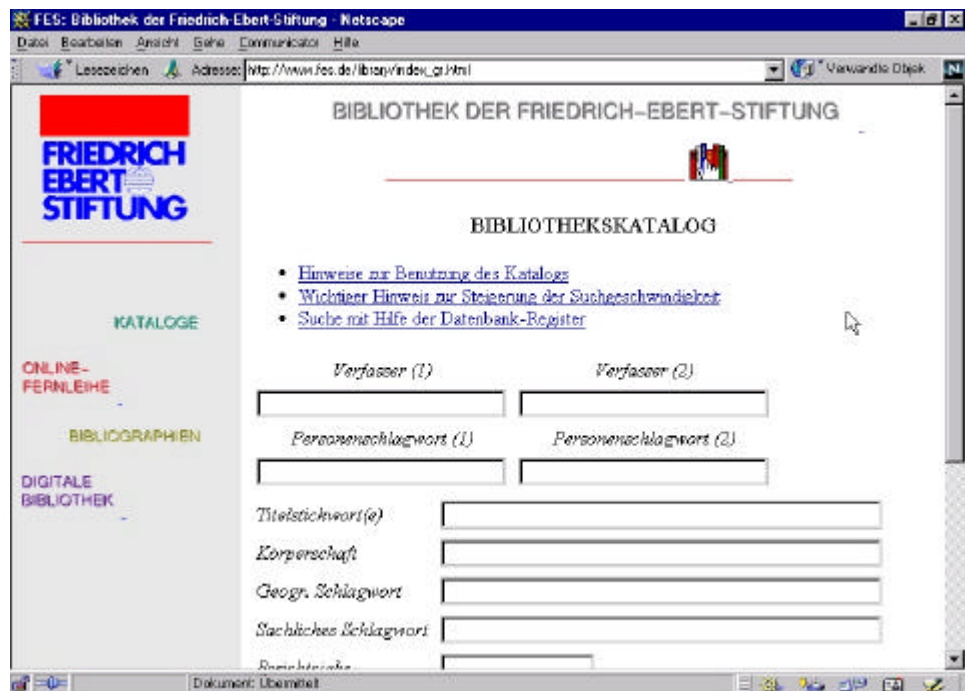 FES: Bibliothek der Friedrich-Ebert-Stiftung - Netscape
Datei Bearbeiten Ansicht Gehe Communicator Hilfe
Lesezeichen Adresse: http://www.fes.de/library/index_gr.html Verwandte Objek
BIBLIOTHEK DER FRIEDRICH-EBERT-STIFTUNG
FRIEDRICH
EBERT
STIFTUNG
BIBLIOTHEKSKATALOG
Hinweise zur Benutzung des Katalogs
Wichtiger Hinweis zur Steigerung der Suchgeschwindigkeit
Suche mit Hilfe der Datenbank-Register
KATALOGE
ONLINE-
FERNLEIHE
BIBLIOGRAPHIEN
DIGITALE
BIBLIOTHEK
Verfasser (1) Verfasser (2)
Personenschlagwort (1) Personenschlagwort (2)
Titelstichwort(e)
Körperschaft
Geogr. Schlagwort
Sachliches Schlagwort
Dokument: Übermittelt